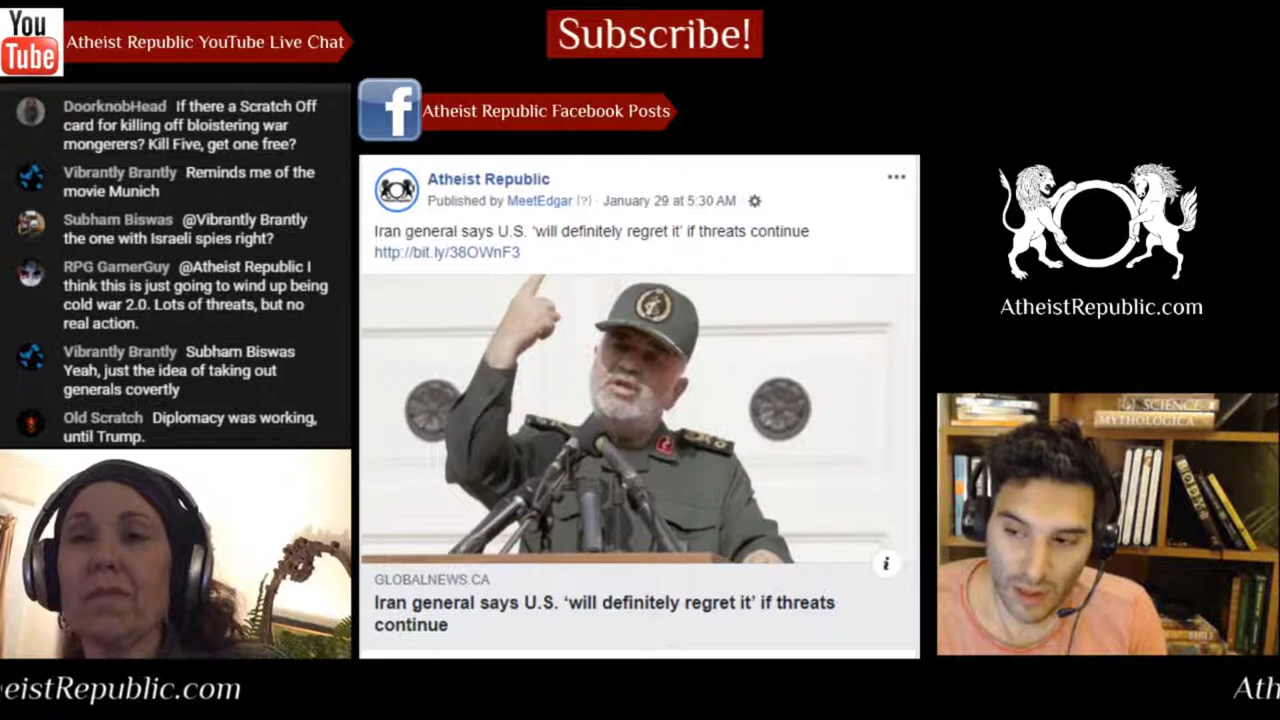 You
Tube
Atheist Republic YouTube Live Chat
Subscribe!
DoorknobHead If there a Scratch Off
card for killing off bloistering war
mongerers? Kill Five, get one free?
Vibrantly Brantly Reminds me of the
movie Munich
Subham Biswas @Vibrantly Brantly
the one with Israeli spies right?
RPG GamerGuy @Atheist Republic I
think this is just going to wind up being
cold war 2.0. Lots of threats, but no
real action.
Vibrantly Brantly Subham Biswas
Yeah, just the idea of taking out
generals covertly
Old Scratch Diplomacy was working,
until Trump.
f
Atheist Republic Facebook Posts
Atheist Republic
Published by MeetEdgar [?] · January 29 at 5:30 AM ·
Iran general says U.S. ‘will definitely regret it’ if threats continue
http://bit.ly/38OWnF3
i
GLOBALNEWS.CA
Iran general says U.S. ‘will definitely regret it’ if threats
continue
AtheistRepublic.com
SCIENCE
MYTHOLOGICA
BIBLE
eistRepublic.com
Ath